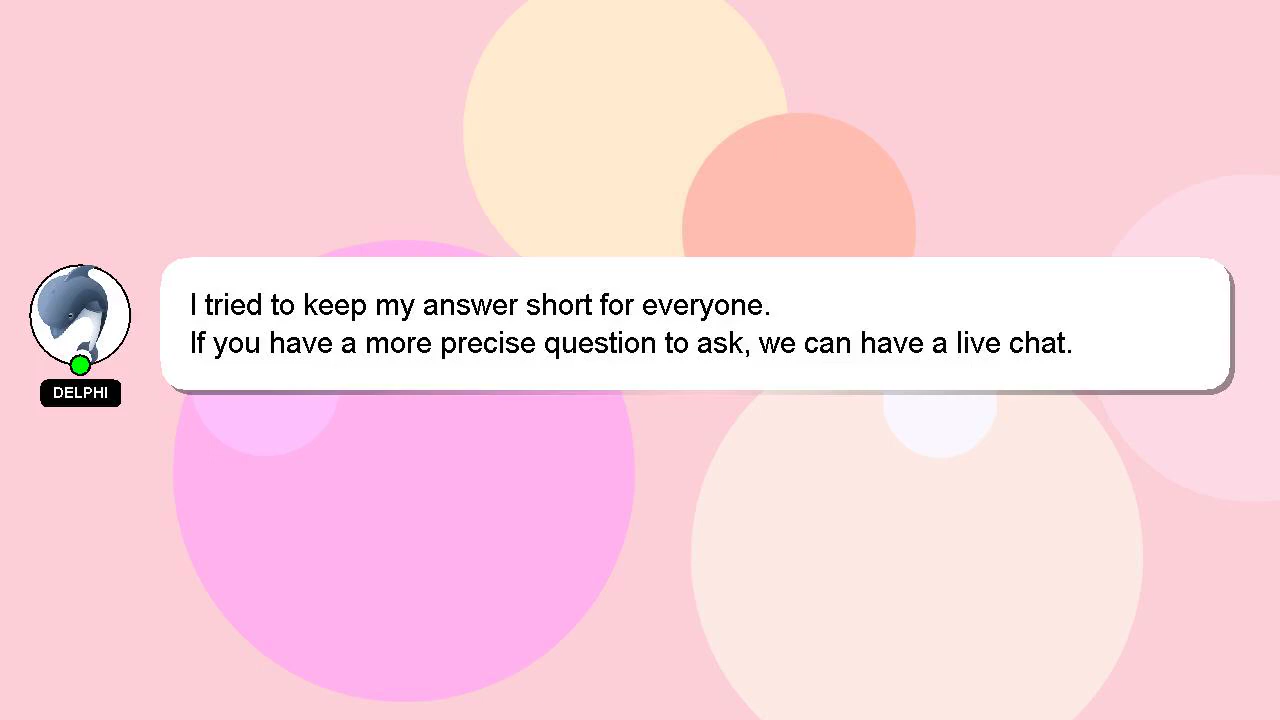 I tried to keep my answer short for everyone.
If you have a more precise question to ask, we can have a live chat.
DELPHI